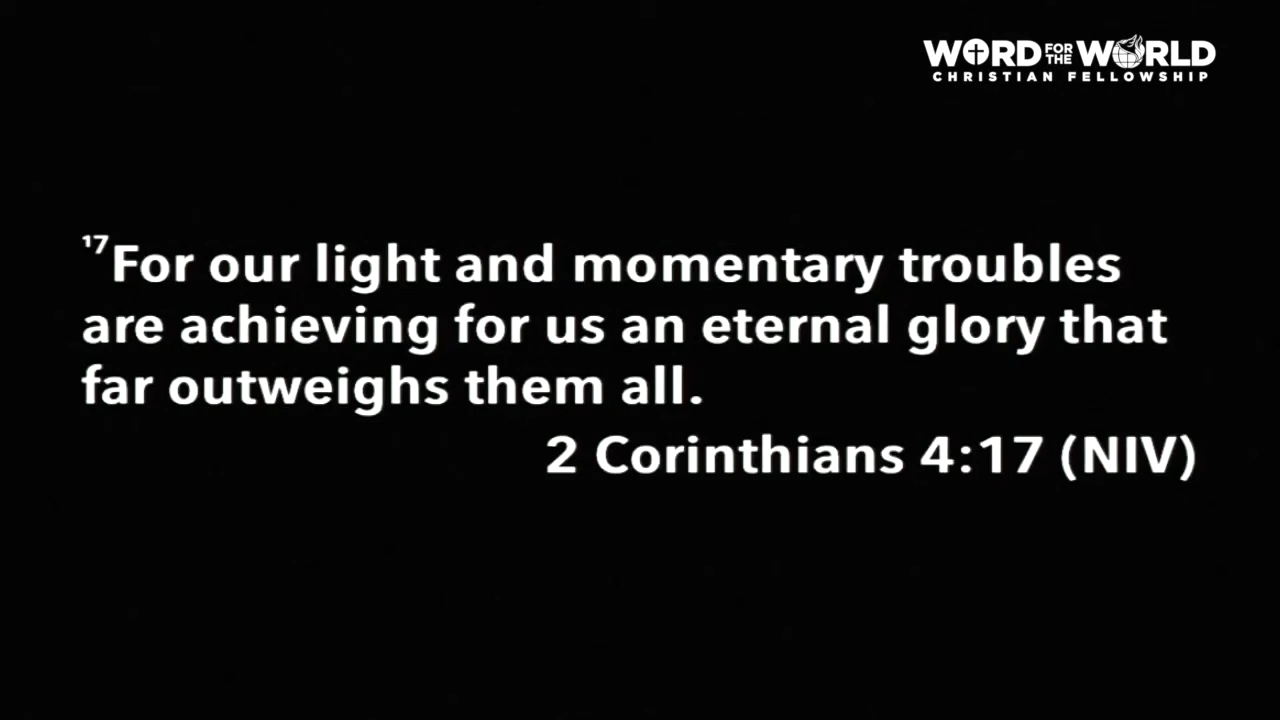 WORD FOR THE WORLD
CHRISTIAN FELLOWSHIP
¹⁷For our light and momentary troubles
are achieving for us an eternal glory that
far outweighs them all.
2 Corinthians 4:17 (NIV)